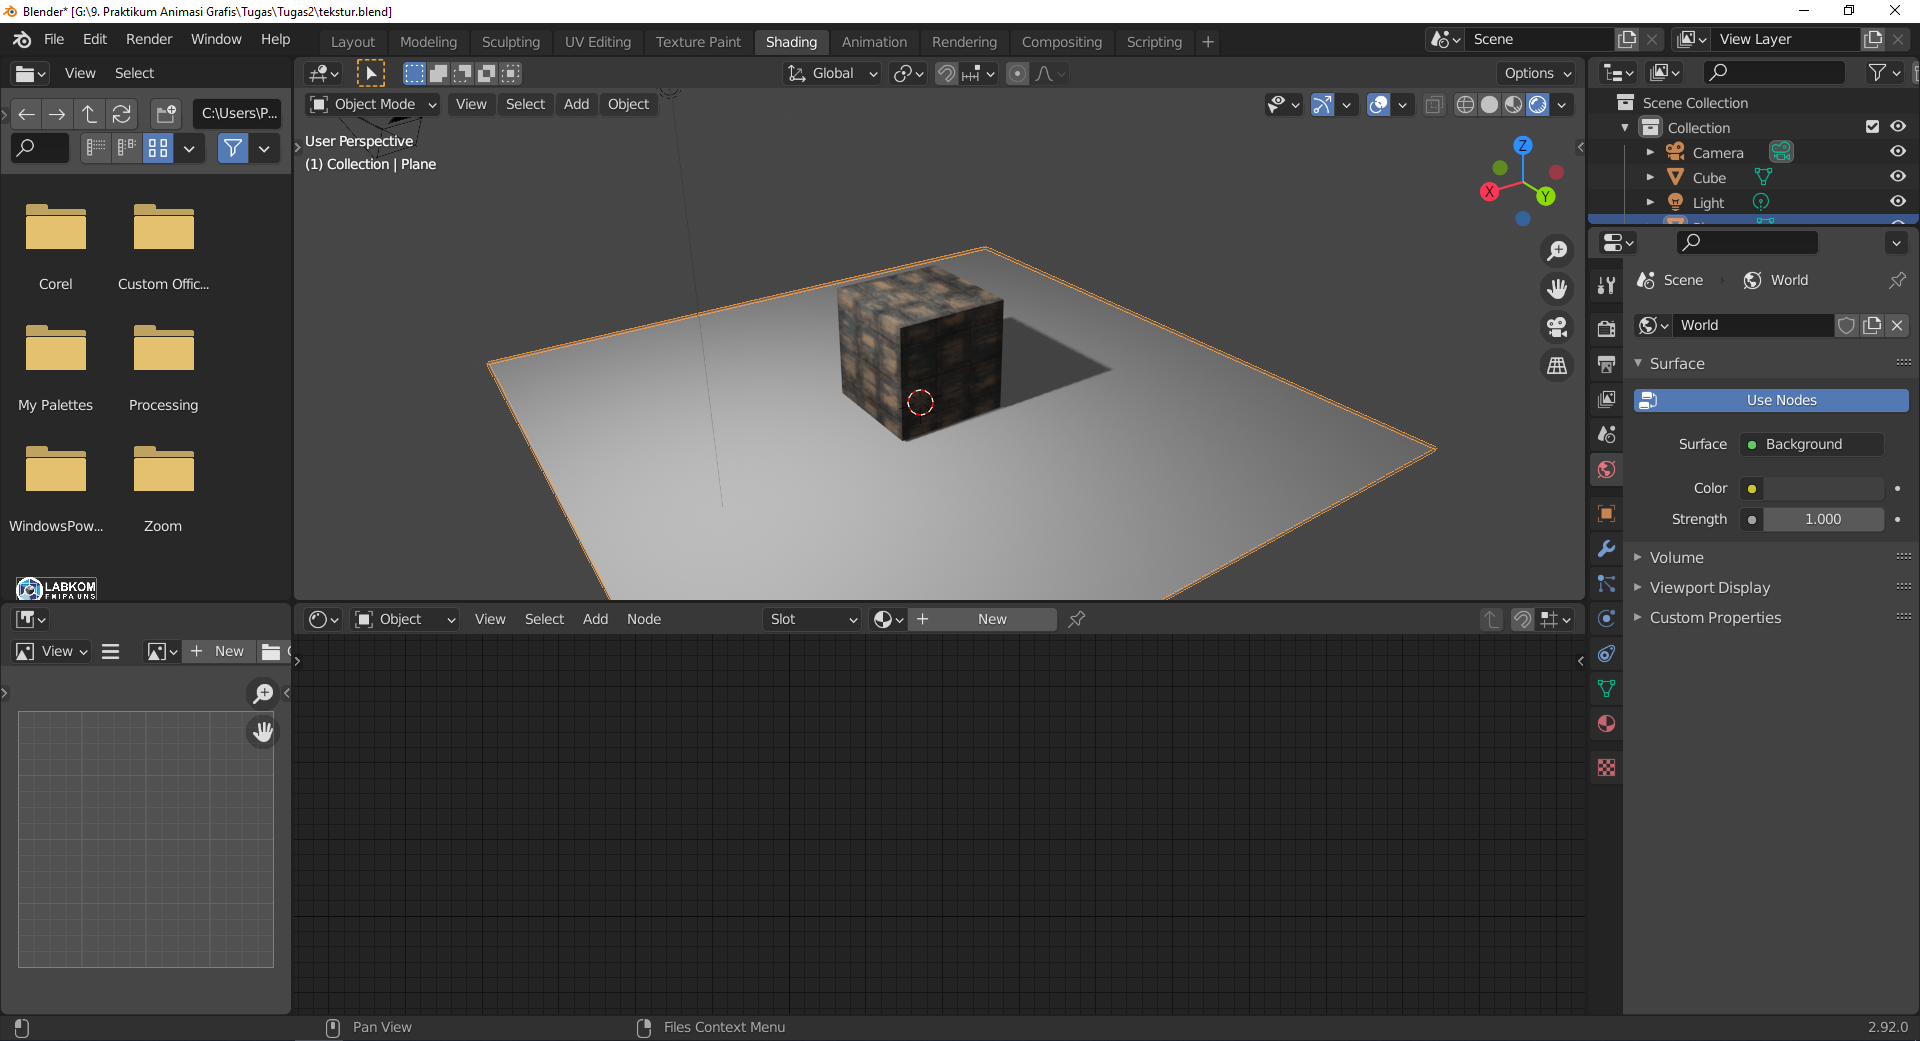 Blender* [G:\9. Praktikum Animasi Grafis\Tugas\Tugas2\tekstur.blend]
File Edit Render Window Help
Layout Modeling Sculpting UV Editing Texture Paint Shading Animation Rendering Compositing Scripting +
Scene
View Layer
View Select
Global
Options
C:\Users\P...
Object Mode View Select Add Object
User Perspective
(1) Collection | Plane
Z
X
Y
Corel
Custom Offic...
My Palettes
Processing
WindowsPow...
Zoom
LABKOM
FMIPA UNS
Scene Collection
Collection
Camera
Cube
Light
Scene
World
World
Surface
Use Nodes
Surface Background
Color
Strength 1.000
Volume
Viewport Display
Custom Properties
Object View Select Add Node Slot New
View New
Pan View
Files Context Menu
2.92.0